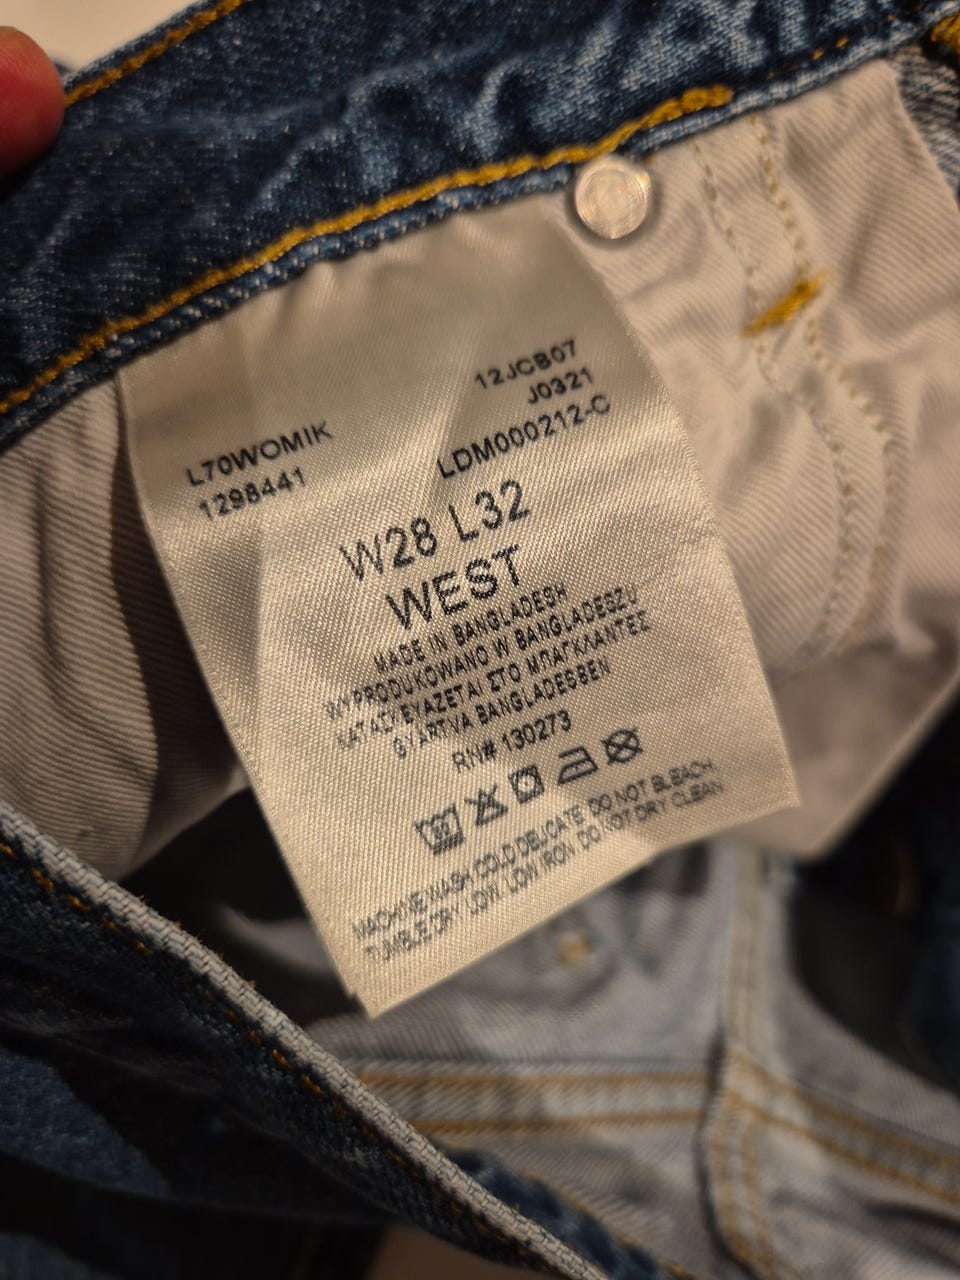 12JCB07
J0321
L70WOMIK
LDM000212-C
1298441
W28 L32
WEST
MADE IN BANGLADESH
WYPRODUKOWANO W BANGLADESZU
ΚΑΤΑΣΚΕΥΑΖΕΤΑΙ ΣΤΟ ΜΠΑΓΚΛΑΝΤΕΣ
GYÁRTVA BANGLADESBEN
RN# 130273
MACHINE WASH COLD DELICATE DO NOT BLEACH
TUMBLE DRY LOW LOW IRON DO NOT DRY CLEAN